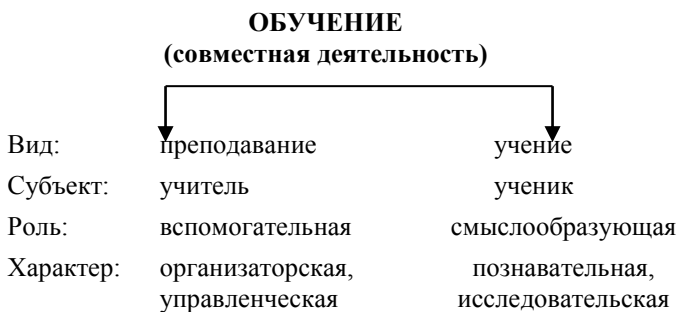 ОБУЧЕНИЕ
(совместная деятельность)
Вид: преподавание учение
Субъект: учитель ученик
Роль: вспомогательная смыслообразующая
Характер: организаторская, познавательная,
управленческая исследовательская